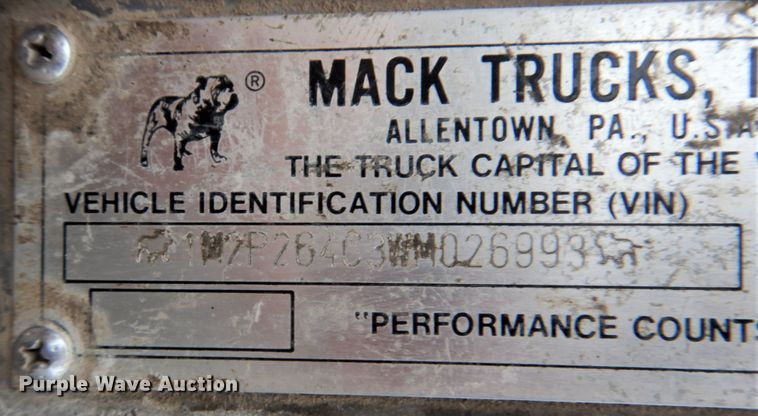 ®
MACK TRUCKS,
ALLENTOWN, PA., U.S.A
THE TRUCK CAPITAL OF THE
VEHICLE IDENTIFICATION NUMBER (VIN)
1M2P264C3WM026993
"PERFORMANCE COUNTS
Purple Wave Auction